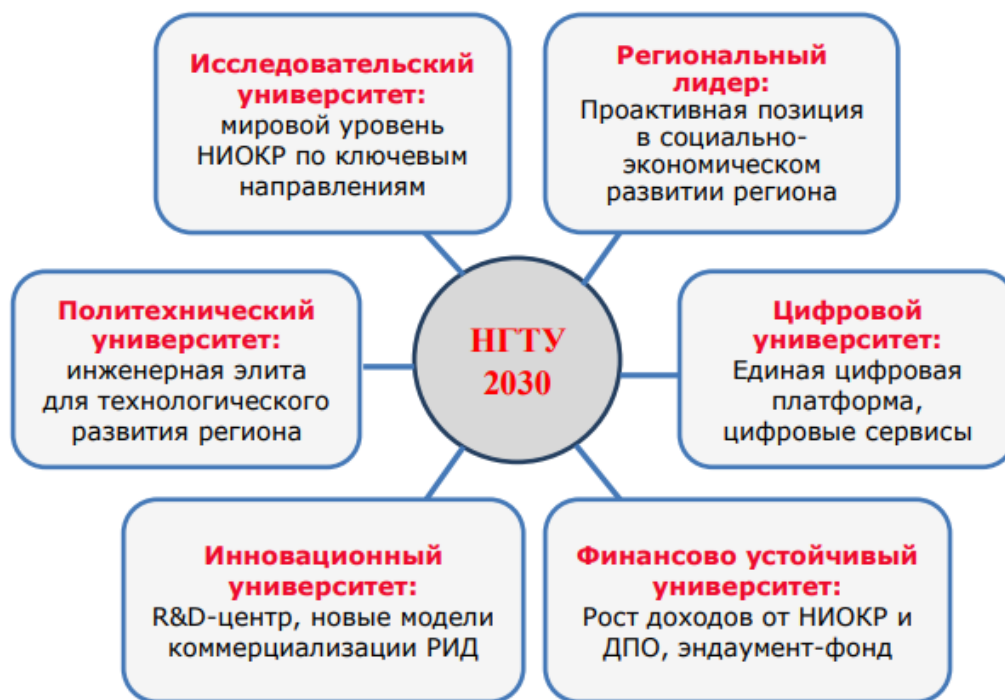 Исследовательский
университет:
мировой уровень
НИОКР по ключевым
направлениям
Региональный
лидер:
Проактивная позиция
в социально-
экономическом
развитии региона
Политехнический
университет:
инженерная элита
для технологического
развития региона
НГТУ
2030
Цифровой
университет:
Единая цифровая
платформа,
цифровые сервисы
Инновационный
университет:
R&D-центр, новые модели
коммерциализации РИД
Финансово устойчивый
университет:
Рост доходов от НИОКР и
ДПО, эндаумент-фонд